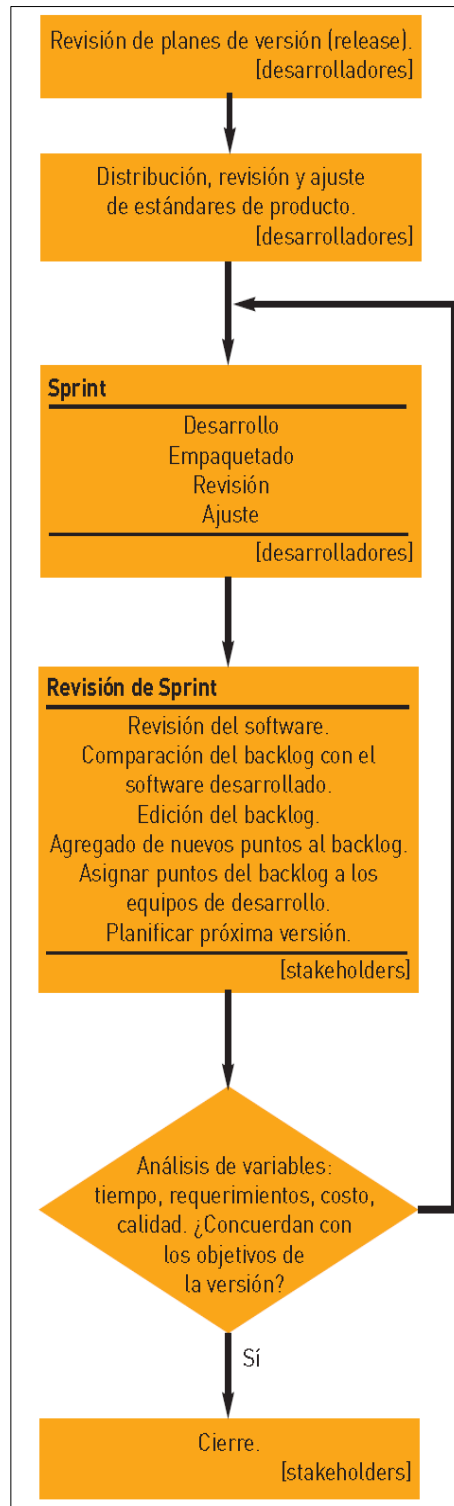 Revisión de planes de versión (release).
[desarrolladores]
Distribución, revisión y ajuste
de estándares de producto.
[desarrolladores]
Sprint
Desarrollo
Empaquetado
Revisión
Ajuste
[desarrolladores]
Revisión de Sprint
Revisión del software.
Comparación del backlog con el
software desarrollado.
Edición del backlog.
Agregado de nuevos puntos al backlog.
Asignar puntos del backlog a los
equipos de desarrollo.
Planificar próxima versión.
[stakeholders]
Análisis de variables:
tiempo, requerimientos, costo,
calidad. ¿Concuerdan con
los objetivos de
la versión?
Sí
Cierre.
[stakeholders]